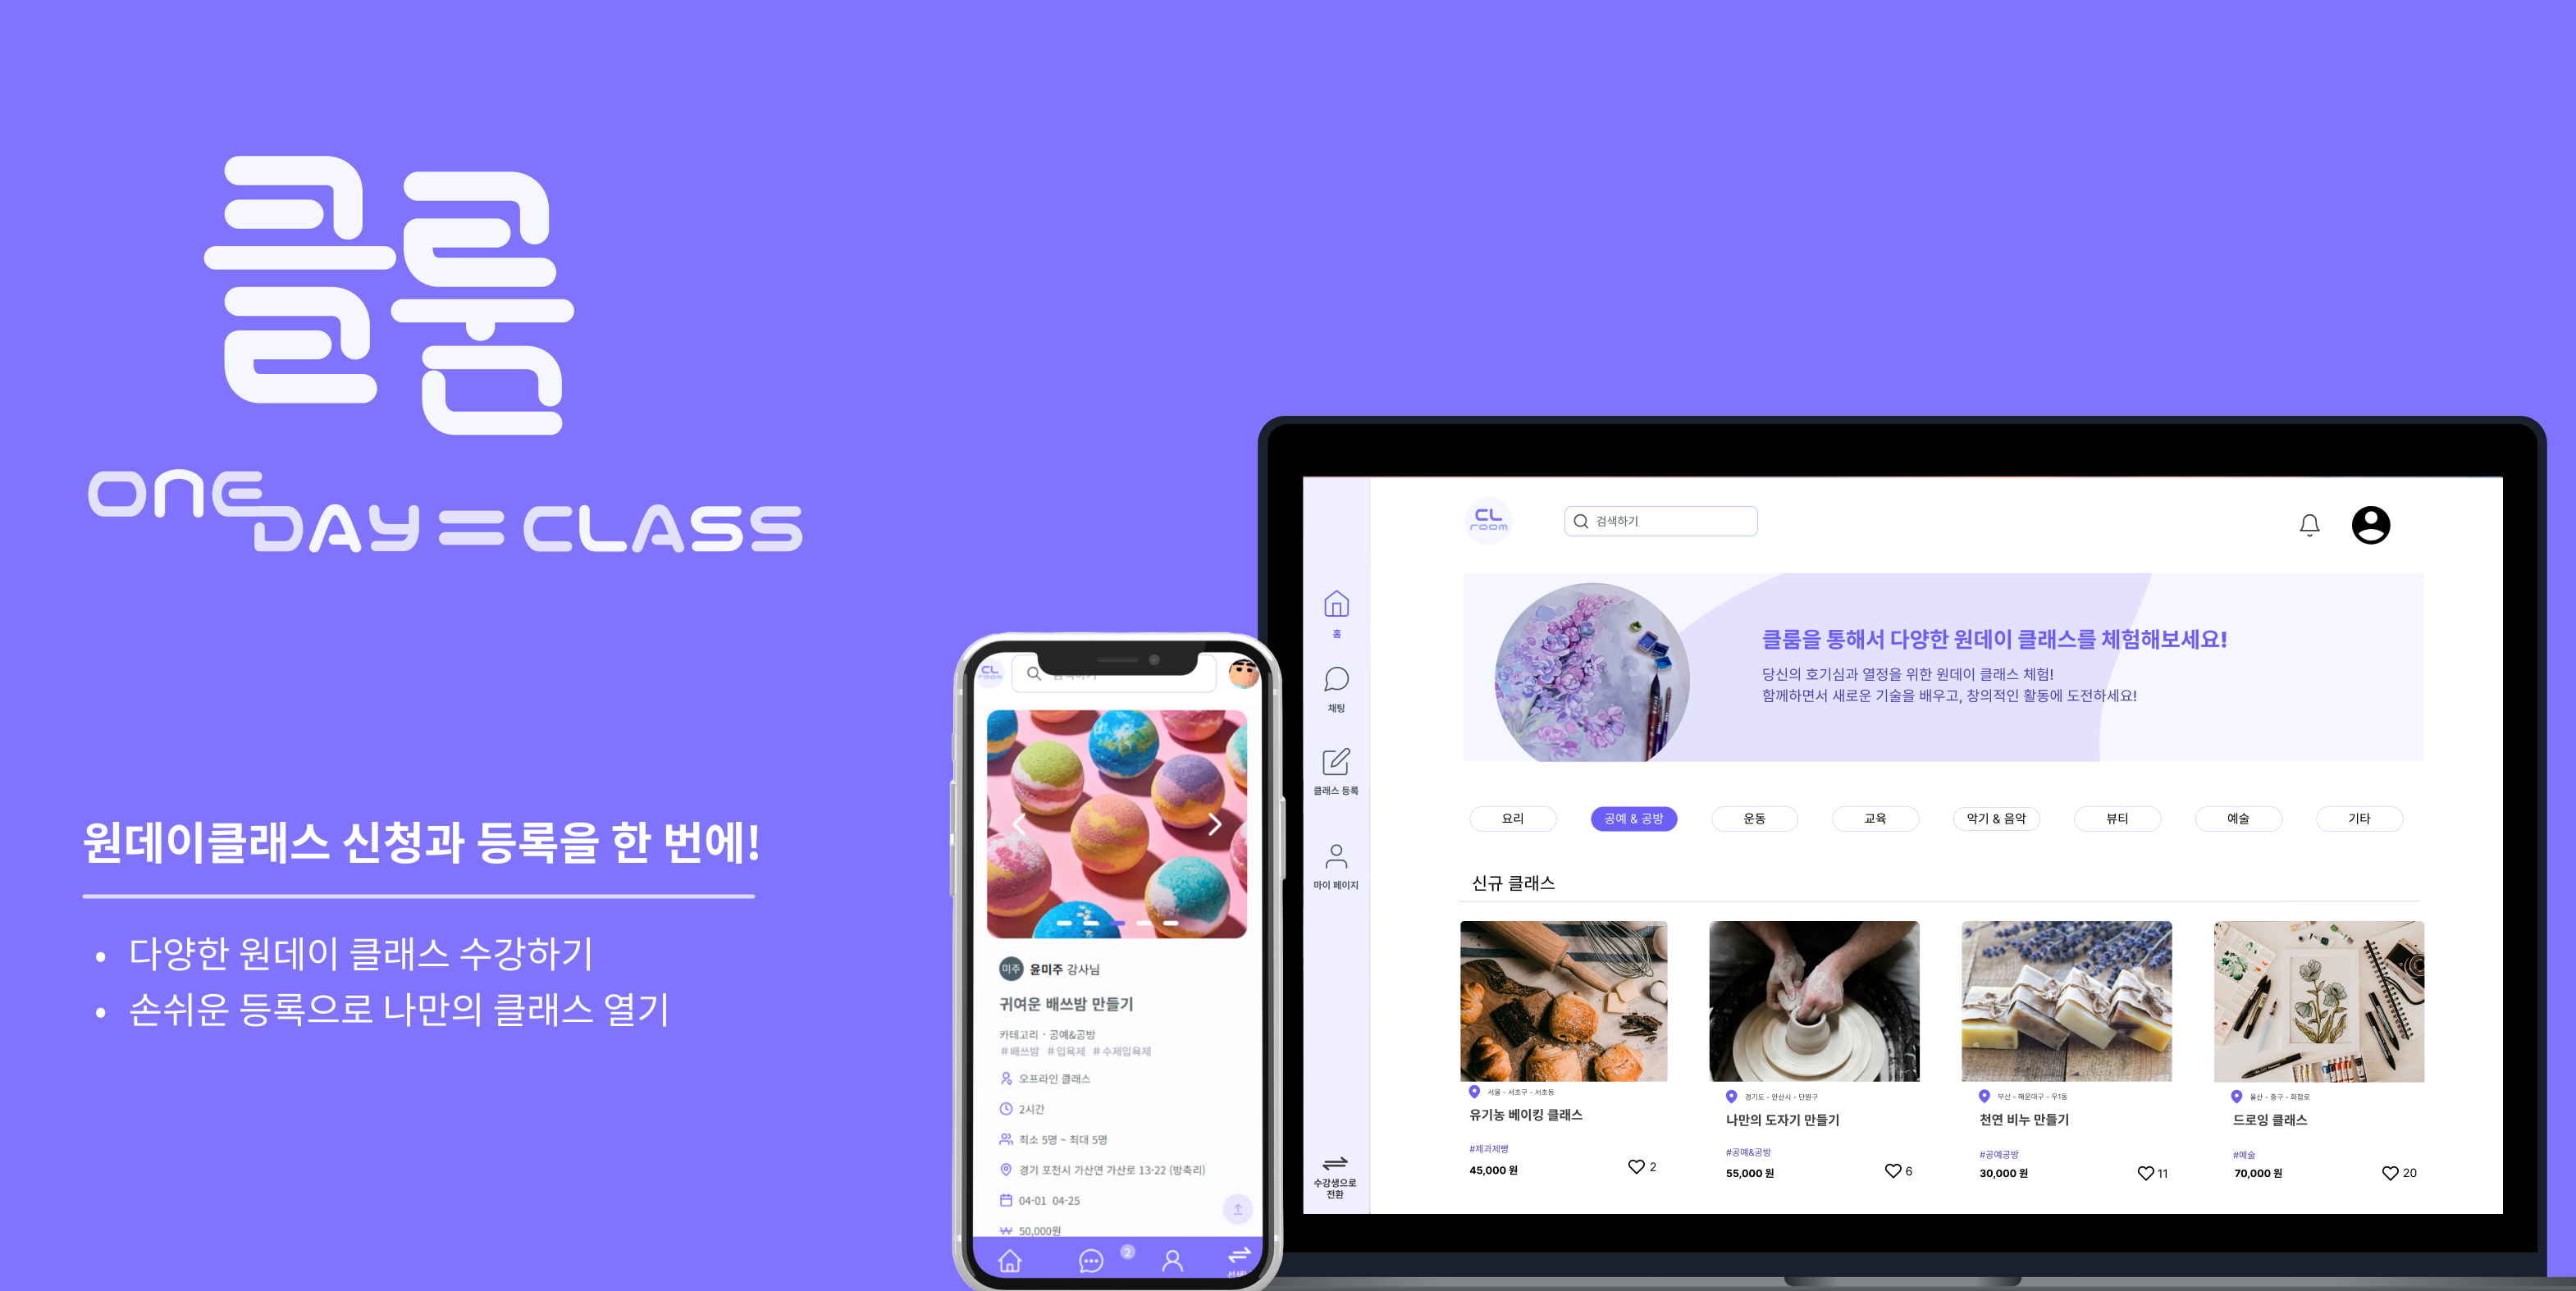 클룸
ONE DAY = CLASS
원데이클래스 신청과 등록을 한 번에!
• 다양한 원데이 클래스 수강하기
• 손쉬운 등록으로 나만의 클래스 열기
CL
room
미주 윤미주 강사님
귀여운 배쓰밤 만들기
카테고리 · 공예&공방
#배쓰밤 #입욕제 #수제입욕제
오프라인 클래스
2시간
최소 5명 ~ 최대 5명
경기 포천시 가산면 가산로 13-22 (방축리)
04-01 04-25
50,000원
2
CL
room
검색하기
홈
채팅
클래스 등록
마이 페이지
수강생으로
전환
클룸을 통해서 다양한 원데이 클래스를 체험해보세요!
당신의 호기심과 열정을 위한 원데이 클래스 체험!
함께하면서 새로운 기술을 배우고, 창의적인 활동에 도전하세요!
요리 공예 & 공방 운동 교육 악기 & 음악 뷰티 예술 기타
신규 클래스
서울 - 서초구 - 서초동
유기농 베이킹 클래스
#제과제빵
45,000 원 2
경기도 - 안산시 - 단원구
나만의 도자기 만들기
#공예&공방
55,000 원 6
부산 - 해운대구 - 우1동
천연 비누 만들기
#공예공방
30,000 원 11
울산 - 중구 - 화합로
드로잉 클래스
#예술
70,000 원 20